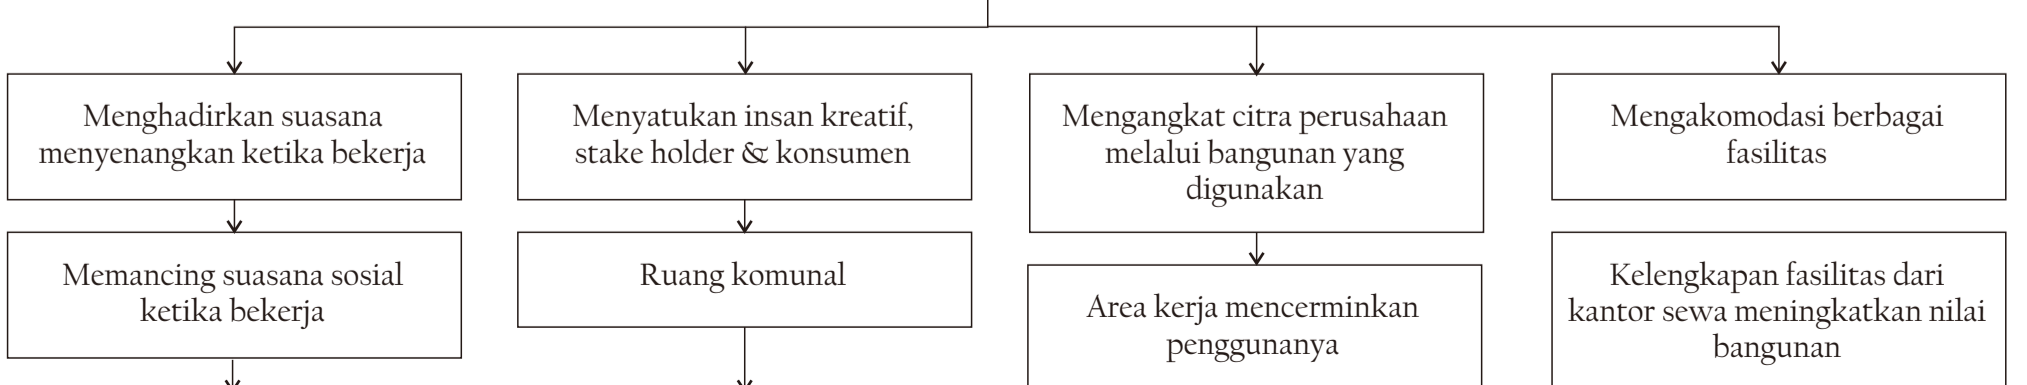 Menghadirkan suasana
menyenangkan ketika bekerja
Menyatukan insan kreatif,
stake holder & konsumen
Mengangkat citra perusahaan
melalui bangunan yang
digunakan
Mengakomodasi berbagai
fasilitas
Memancing suasana sosial
ketika bekerja
Ruang komunal
Area kerja mencerminkan
penggunanya
Kelengkapan fasilitas dari
kantor sewa meningkatkan nilai
bangunan